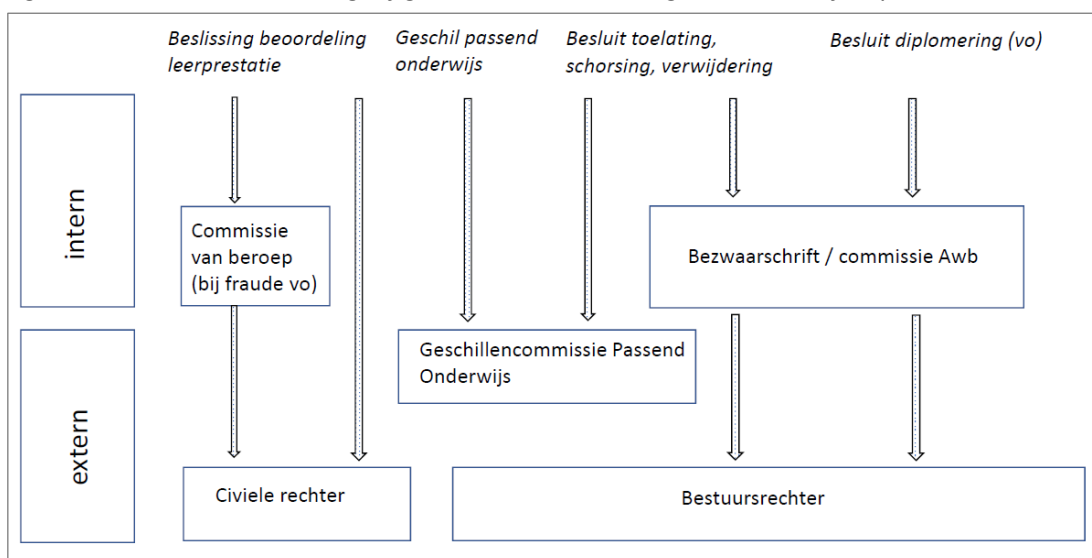 Beslissing beoordeling
leerprestatie
Geschil passend
onderwijs
Besluit toelating,
schorsing, verwijdering
Besluit diplomering (vo)
intern
Commissie
van beroep
(bij fraude vo)
Bezwaarschrift / commissie Awb
extern
Geschillencommissie Passend
Onderwijs
Civiele rechter
Bestuursrechter